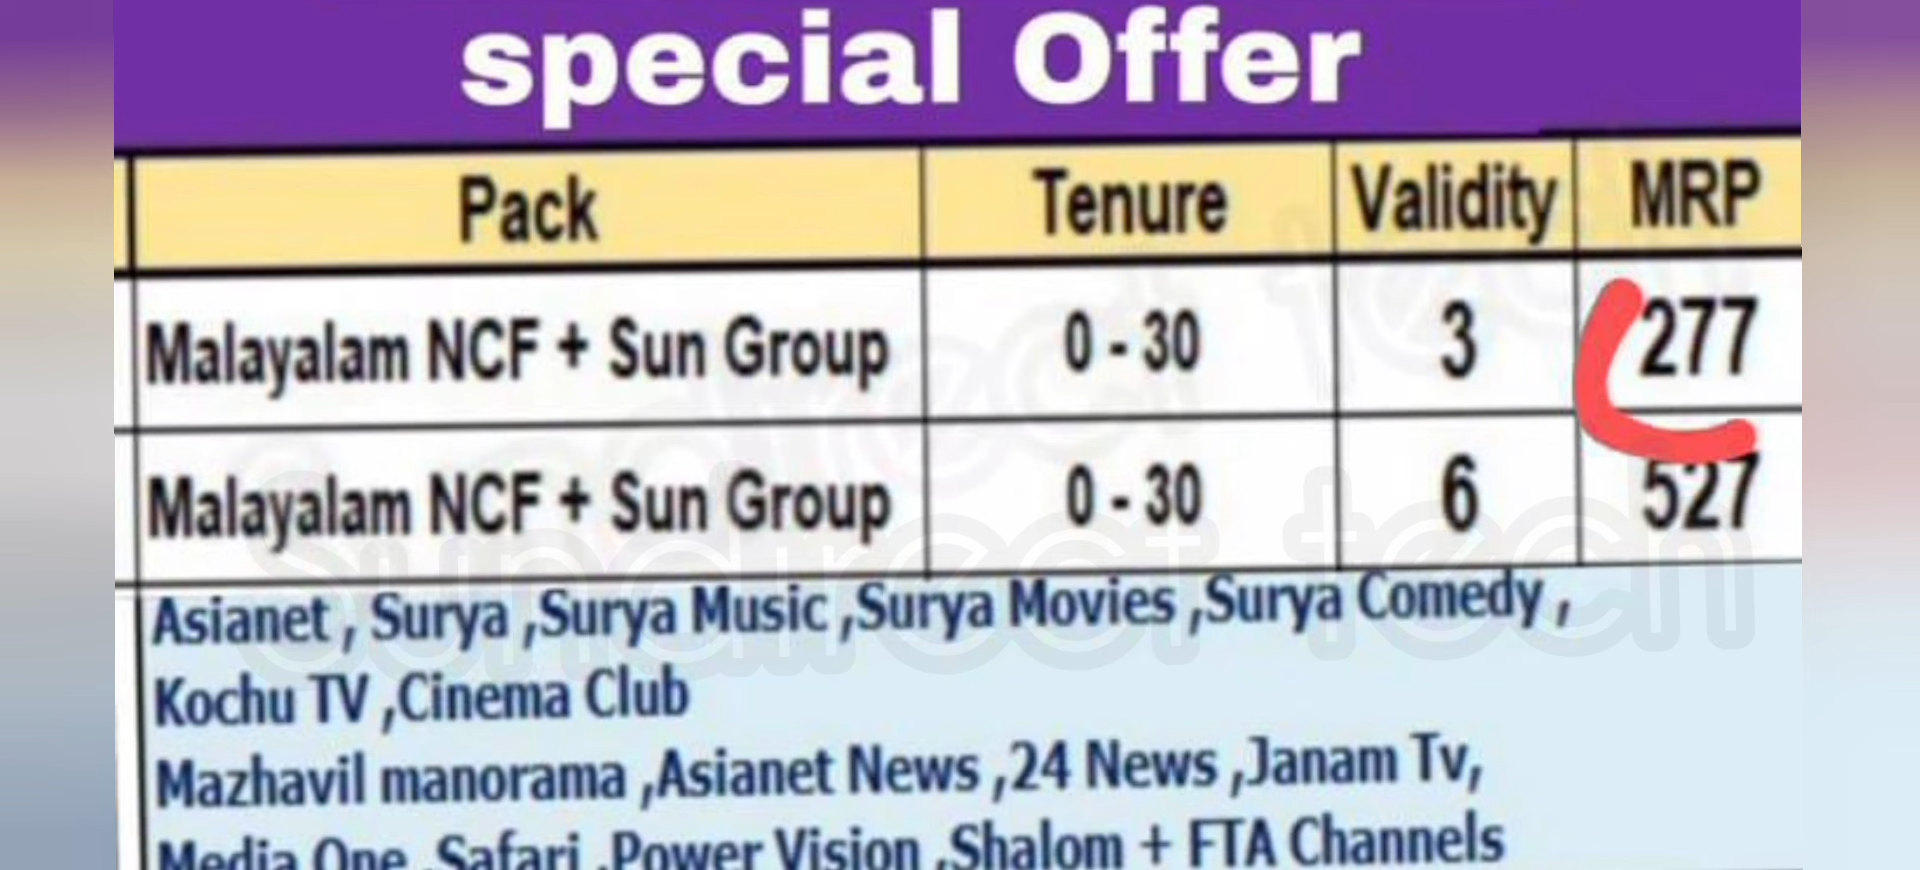 special Offer
Pack Tenure Validity MRP
Malayalam NCF + Sun Group 0 - 30 3 277
Malayalam NCF + Sun Group 0 - 30 6 527
Asianet , Surya ,Surya Music ,Surya Movies ,Surya Comedy ,
Kochu TV ,Cinema Club
Mazhavil manorama ,Asianet News ,24 News ,Janam Tv,
Media One ,Safari ,Power Vision ,Shalom + FTA Channels
sundirect tech